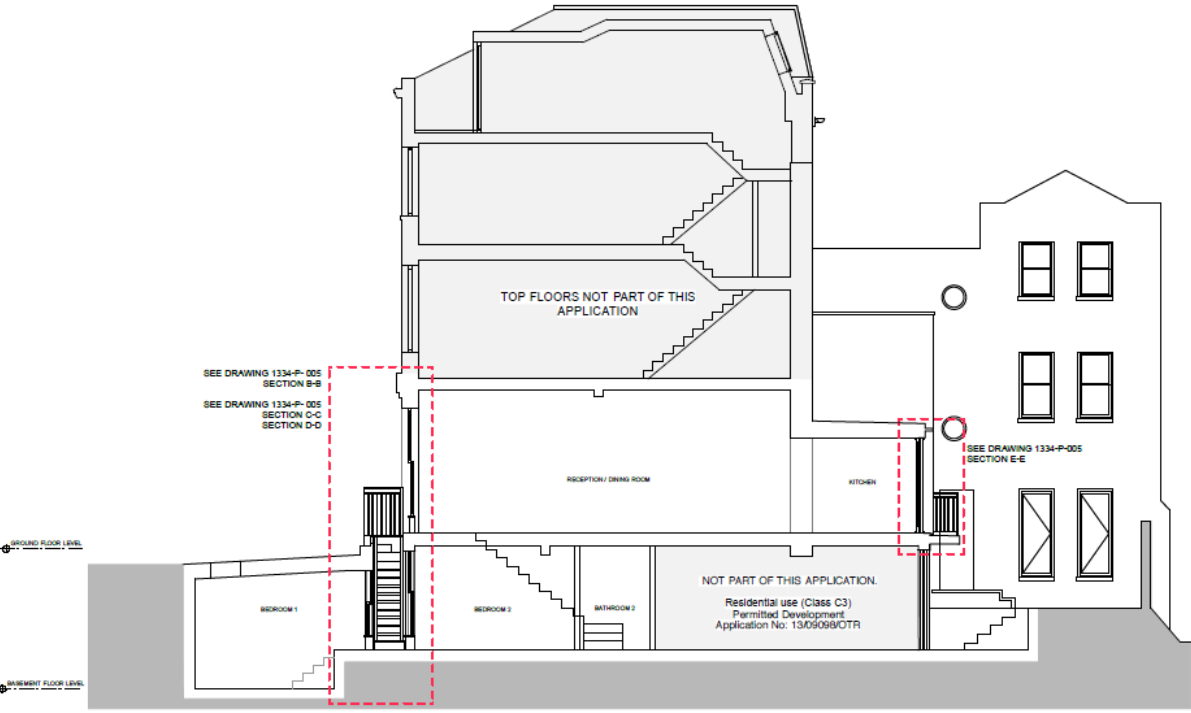 TOP FLOORS NOT PART OF THIS
APPLICATION
SEE DRAWING 1334-P- 005
SECTION B-B
SEE DRAWING 1334-P- 005
SECTION C-C
SECTION D-D
SEE DRAWING 1334-P-005
SECTION E-E
RECEPTION / DINING ROOM
KITCHEN
GROUND FLOOR LEVEL
NOT PART OF THIS APPLICATION.
Residential use (Class C3)
Permitted Development
Application No: 13/09098/OTR
BEDROOM 1
BEDROOM 2
BATHROOM 2
BASEMENT FLOOR LEVEL